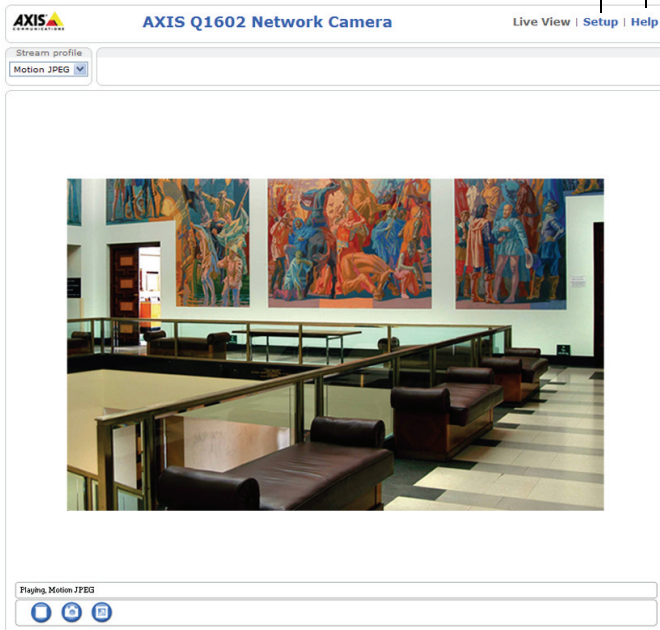 AXIS
COMMUNICATIONS
AXIS Q1602 Network Camera
Live View | Setup | Help
Stream profile
Motion JPEG
Playing, Motion JPEG